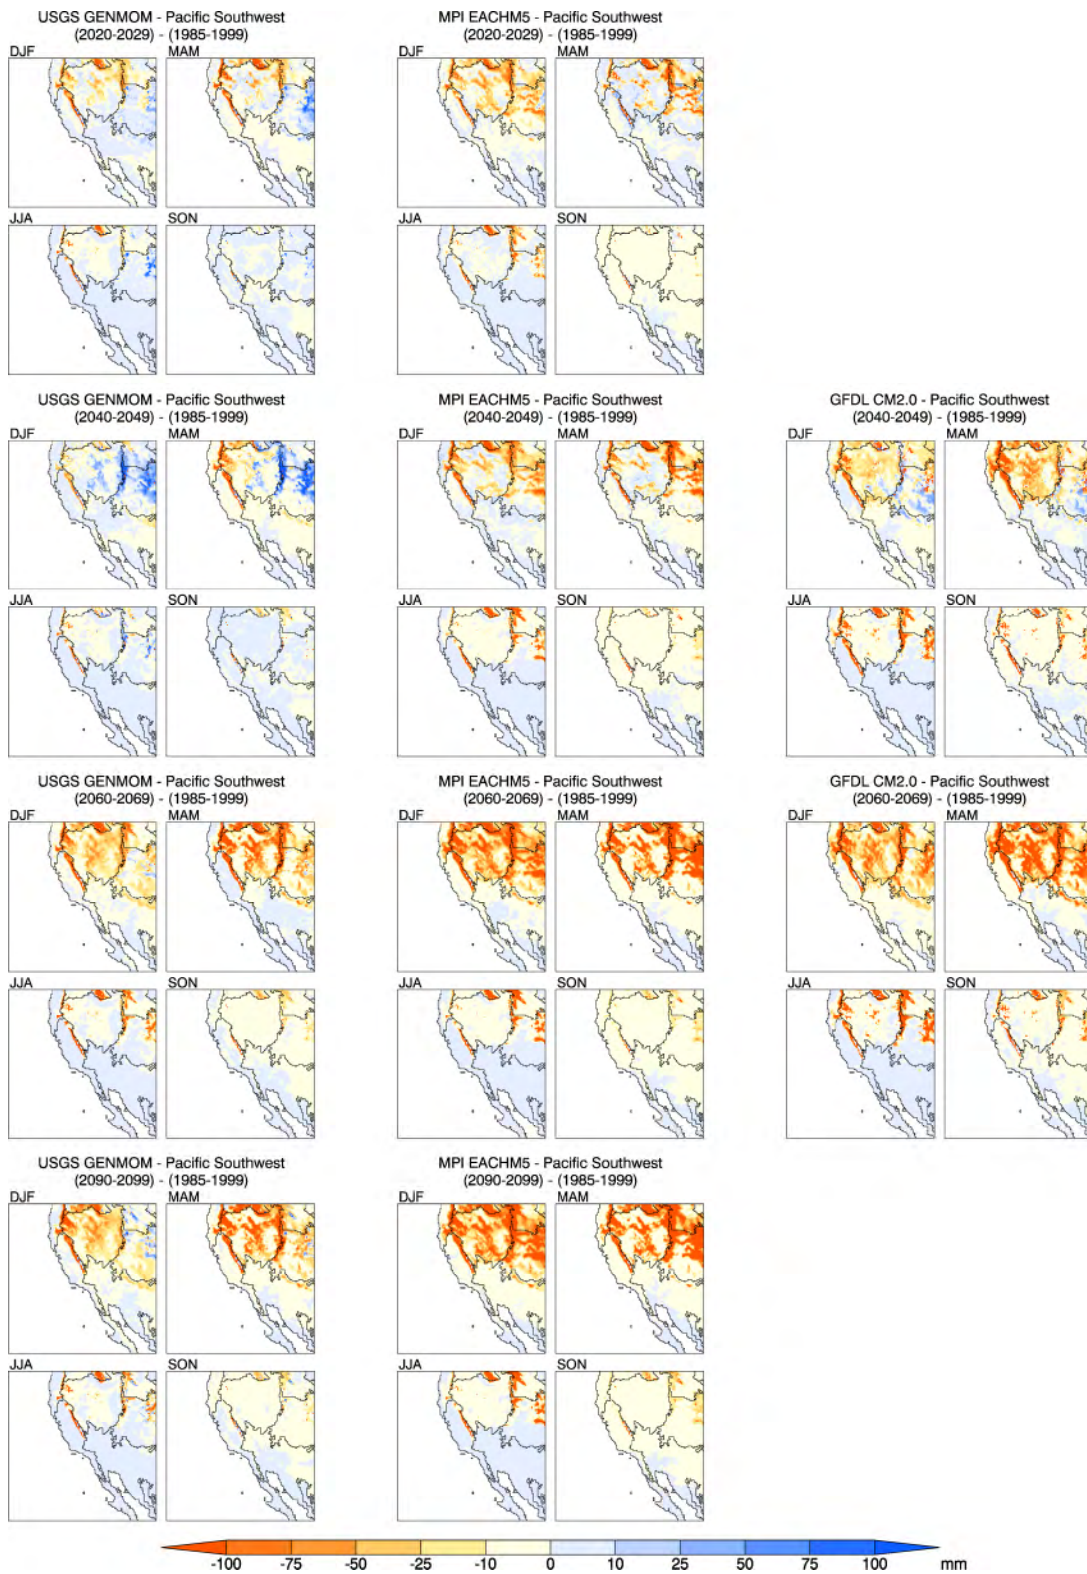 USGS GENMOM - Pacific Southwest
(2020-2029) - (1985-1999)
DJF
MAM
JJA
SON
MPI EACHM5 - Pacific Southwest
(2020-2029) - (1985-1999)
DJF
MAM
JJA
SON
USGS GENMOM - Pacific Southwest
(2040-2049) - (1985-1999)
DJF
MAM
JJA
SON
MPI EACHM5 - Pacific Southwest
(2040-2049) - (1985-1999)
DJF
MAM
JJA
SON
GFDL CM2.0 - Pacific Southwest
(2040-2049) - (1985-1999)
DJF
MAM
JJA
SON
USGS GENMOM - Pacific Southwest
(2060-2069) - (1985-1999)
DJF
MAM
JJA
SON
MPI EACHM5 - Pacific Southwest
(2060-2069) - (1985-1999)
DJF
MAM
JJA
SON
GFDL CM2.0 - Pacific Southwest
(2060-2069) - (1985-1999)
DJF
MAM
JJA
SON
USGS GENMOM - Pacific Southwest
(2090-2099) - (1985-1999)
DJF
MAM
JJA
SON
MPI EACHM5 - Pacific Southwest
(2090-2099) - (1985-1999)
DJF
MAM
JJA
SON
-100 -75 -50 -25 -10 0 10 25 50 75 100 mm